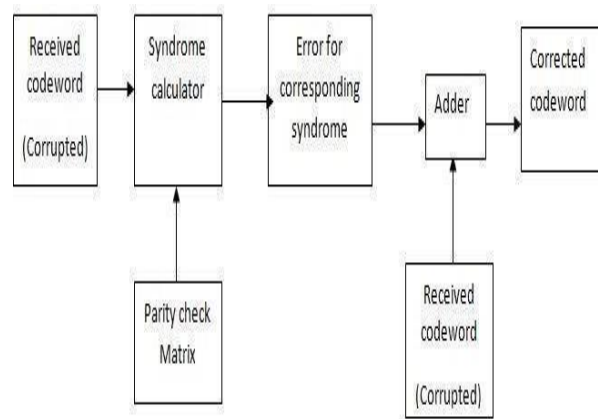 Received
codeword
(Corrupted)
Syndrome
calculator
Error for
corresponding
syndrome
Adder
Corrected
codeword
Parity check
Matrix
Received
codeword
(Corrupted)